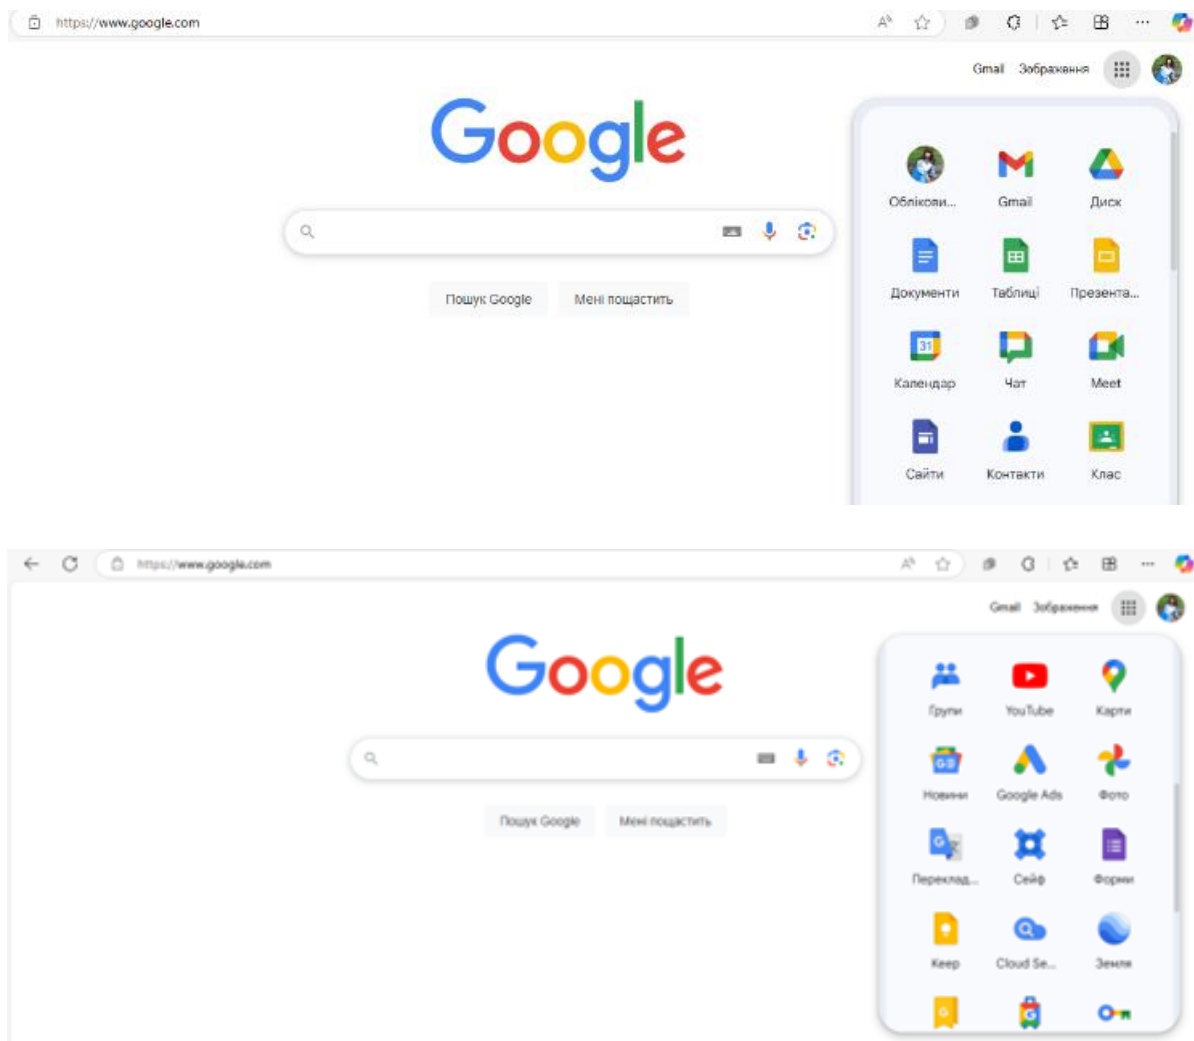 https://www.google.com
Gmail Зображення
Google
Обліков... Gmail Диск
Документи Таблиці Презента...
31
Календар Чат Meet
Сайти Контакти Клас
Пошук Google Мені пощастить
https://www.google.com
Gmail Зображення
Google
Групи YouTube Карти
Новини Google Ads Фото
Переклад... Сейф Форми
Keep Cloud Se... Земля
Пошук Google Мені пощастить